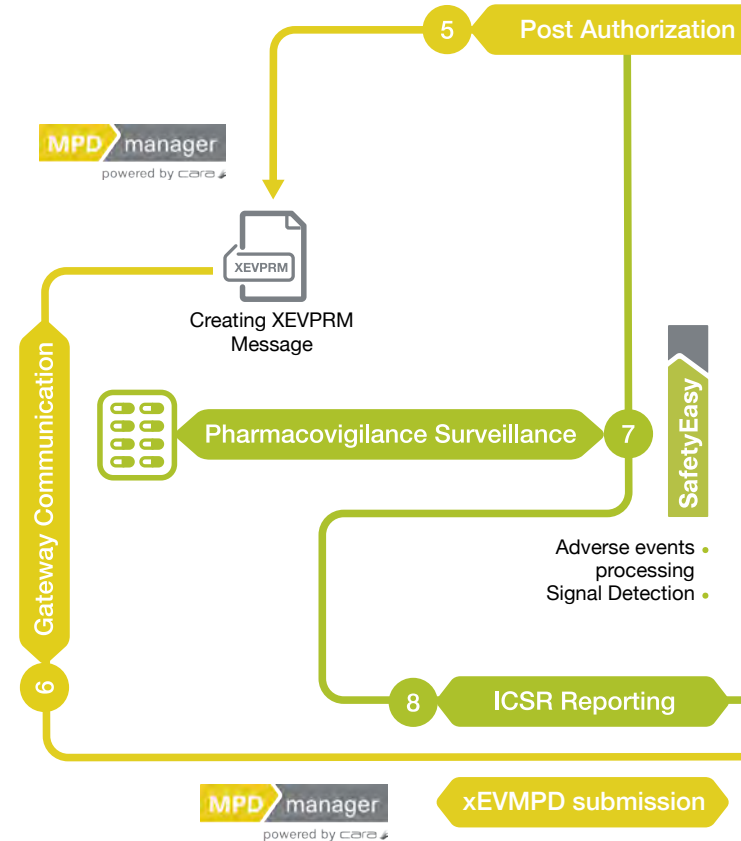 5
Post Authorization
MPD manager
powered by cara
XEVPRM
Creating XEVPRM
Message
Gateway Communication
6
Pharmacovigilance Surveillance
7
SafetyEasy
Adverse events •
processing
Signal Detection •
8
ICSR Reporting
MPD manager
powered by cara
xEVMPD submission